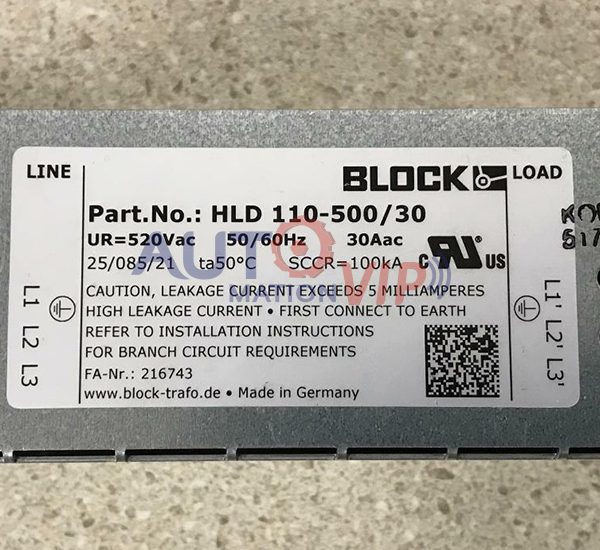 LINE
BLOCK
LOAD
Part.No.: HLD 110-500/30
UR=520Vac 50/60Hz 30Aac
25/085/21 ta50°C SCCR=100kA
C UR US
CAUTION, LEAKAGE CURRENT EXCEEDS 5 MILLIAMPERES
HIGH LEAKAGE CURRENT • FIRST CONNECT TO EARTH
REFER TO INSTALLATION INSTRUCTIONS
FOR BRANCH CIRCUIT REQUIREMENTS
FA-Nr.: 216743
www.block-trafo.de • Made in Germany
L1 L2 L3
L1' L2' L3'
AUTOMATION VIP